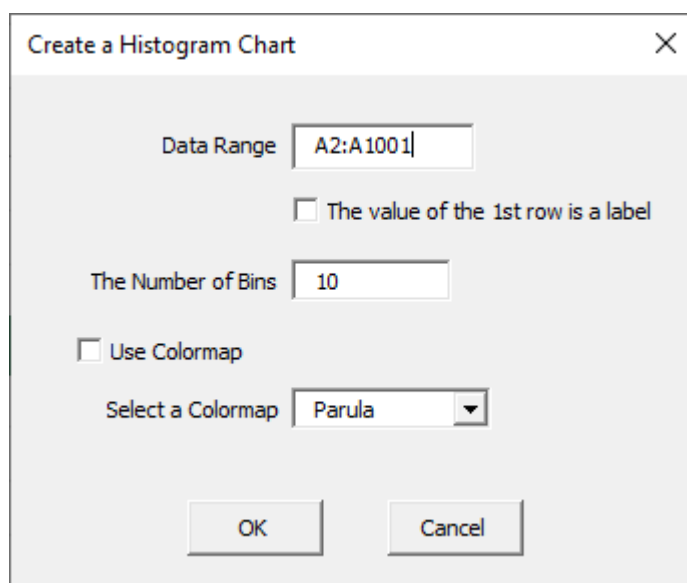 Create a Histogram Chart
Data Range A2:A1001
The value of the 1st row is a label
The Number of Bins 10
Use Colormap
Select a Colormap Parula
OK Cancel